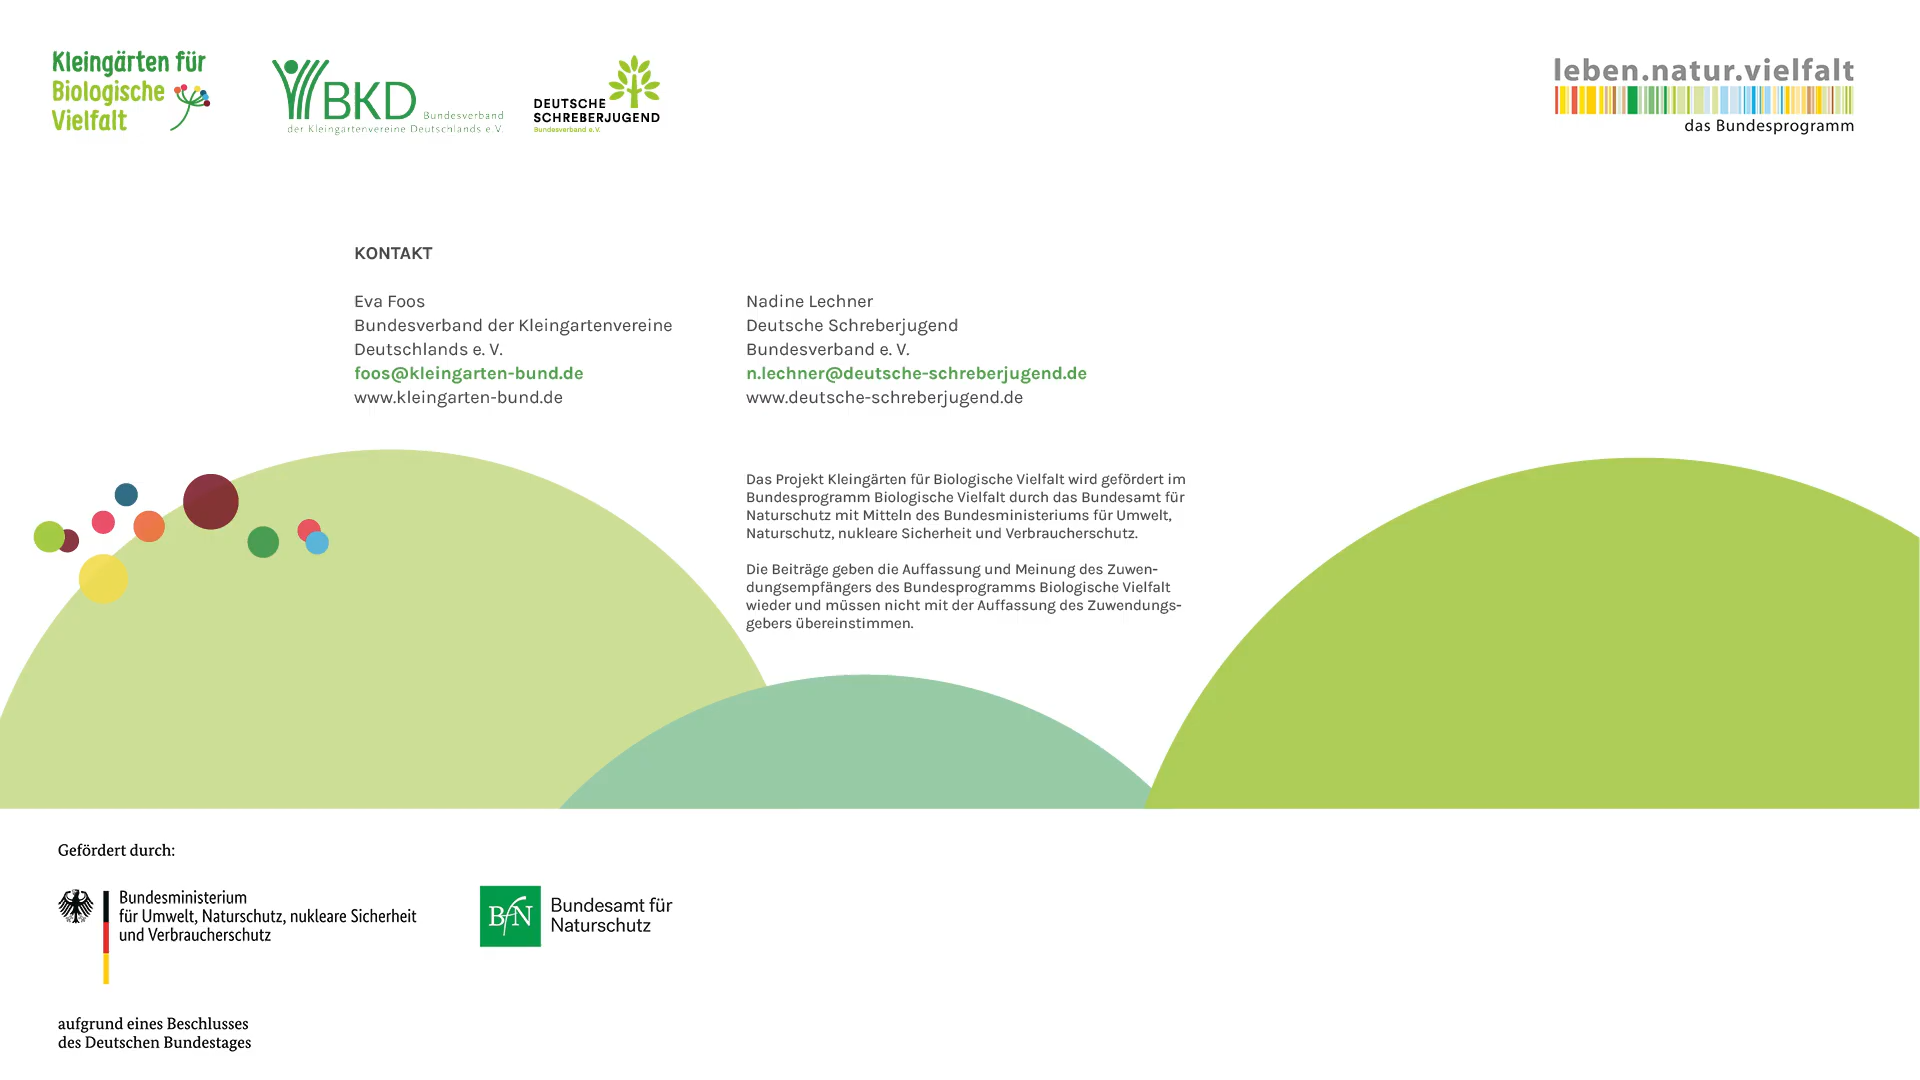 Kleingärten für
Biologische
Vielfalt
BKD Bundesverband
der Kleingartenvereine Deutschlands e.V.
DEUTSCHE
SCHREBERJUGEND
Bundesverband e.V.
leben.natur.vielfalt
das Bundesprogramm
KONTAKT
Eva Foos
Bundesverband der Kleingartenvereine
Deutschlands e. V.
foos@kleingarten-bund.de
www.kleingarten-bund.de
Nadine Lechner
Deutsche Schreberjugend
Bundesverband e. V.
n.lechner@deutsche-schreberjugend.de
www.deutsche-schreberjugend.de
Das Projekt Kleingärten für Biologische Vielfalt wird gefördert im
Bundesprogramm Biologische Vielfalt durch das Bundesamt für
Naturschutz mit Mitteln des Bundesministeriums für Umwelt,
Naturschutz, nukleare Sicherheit und Verbraucherschutz.
Die Beiträge geben die Auffassung und Meinung des Zuwen-
dungsempfängers des Bundesprogramms Biologische Vielfalt
wieder und müssen nicht mit der Auffassung des Zuwendungs-
gebers übereinstimmen.
Gefördert durch:
Bundesministerium
für Umwelt, Naturschutz, nukleare Sicherheit
und Verbraucherschutz
BfN
Bundesamt für
Naturschutz
aufgrund eines Beschlusses
des Deutschen Bundestages